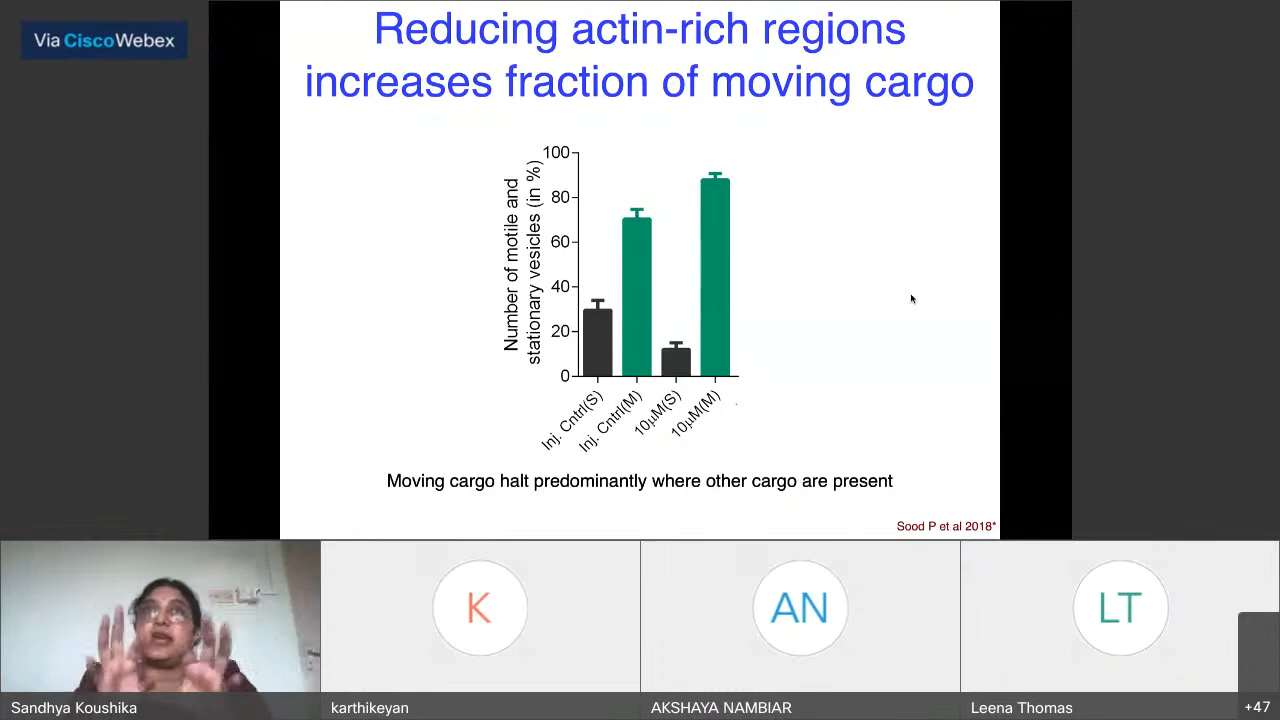 Via Cisco Webex
Reducing actin-rich regions
increases fraction of moving cargo
Number of motile and
stationary vesicles (in %)
100
80
60
40
20
0
Inj. Cntrl(S)
Inj. Cntrl(M)
10μM(S)
10μM(M)
Moving cargo halt predominantly where other cargo are present
Sood P et al 2018*
K
AN
LT
Sandhya Koushika
karthikeyan
AKSHAYA NAMBIAR
Leena Thomas
+47